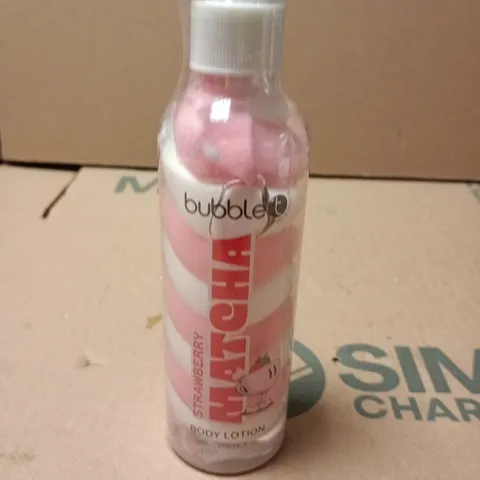 bubble t
STRAWBERRY
MATCHA
BODY LOTION
SIM
CHAR